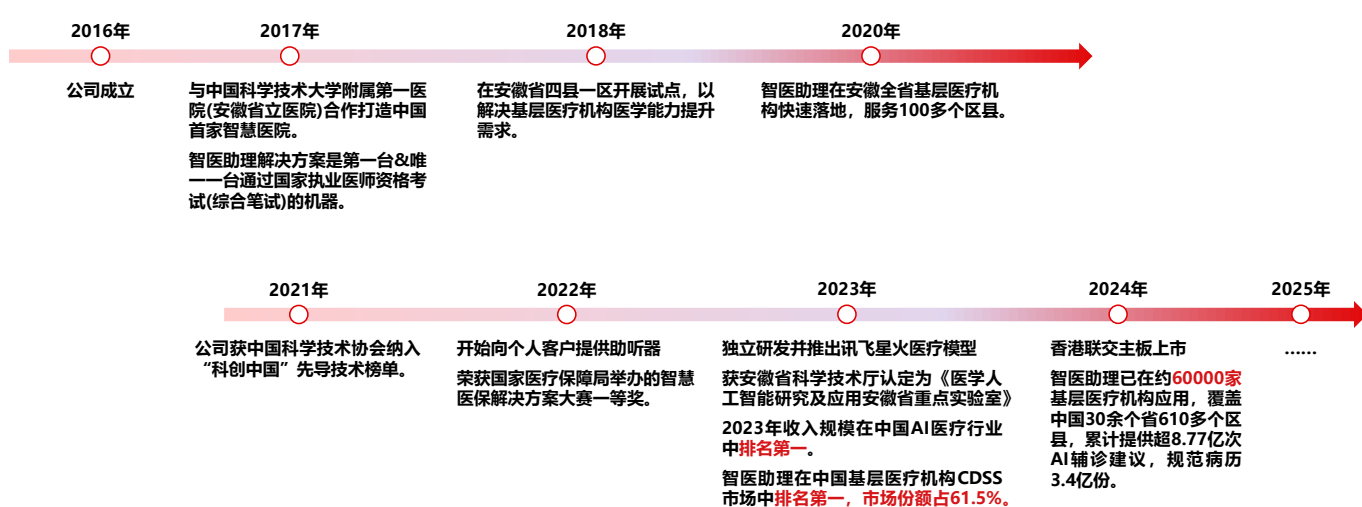 2016年
2017年
2018年
2020年
公司成立
与中国科学技术大学附属第一医
院(安徽省立医院)合作打造中国
首家智慧医院。
智医助理解决方案是第一台&唯
一一台通过国家执业医师资格考
试(综合笔试)的机器。
在安徽省四县一区开展试点，以
解决基层医疗机构医学能力提升
需求。
智医助理在安徽全省基层医疗机
构快速落地，服务100多个区县。
2021年
2022年
2023年
2024年
2025年
公司获中国科学技术协会纳入
“科创中国”先导技术榜单。
开始向个人客户提供助听器
荣获国家医疗保障局举办的智慧
医保解决方案大赛一等奖。
独立研发并推出讯飞星火医疗模型
获安徽省科学技术厅认定为《医学人
工智能研究及应用安徽省重点实验室》
2023年收入规模在中国AI医疗行业
中排名第一。
智医助理在中国基层医疗机构CDSS
市场中排名第一，市场份额占61.5%。
香港联交主板上市
智医助理已在约60000家
基层医疗机构应用，覆盖
中国30余个省610多个区
县，累计提供超8.77亿次
AI辅诊建议，规范病历
3.4亿份。
……